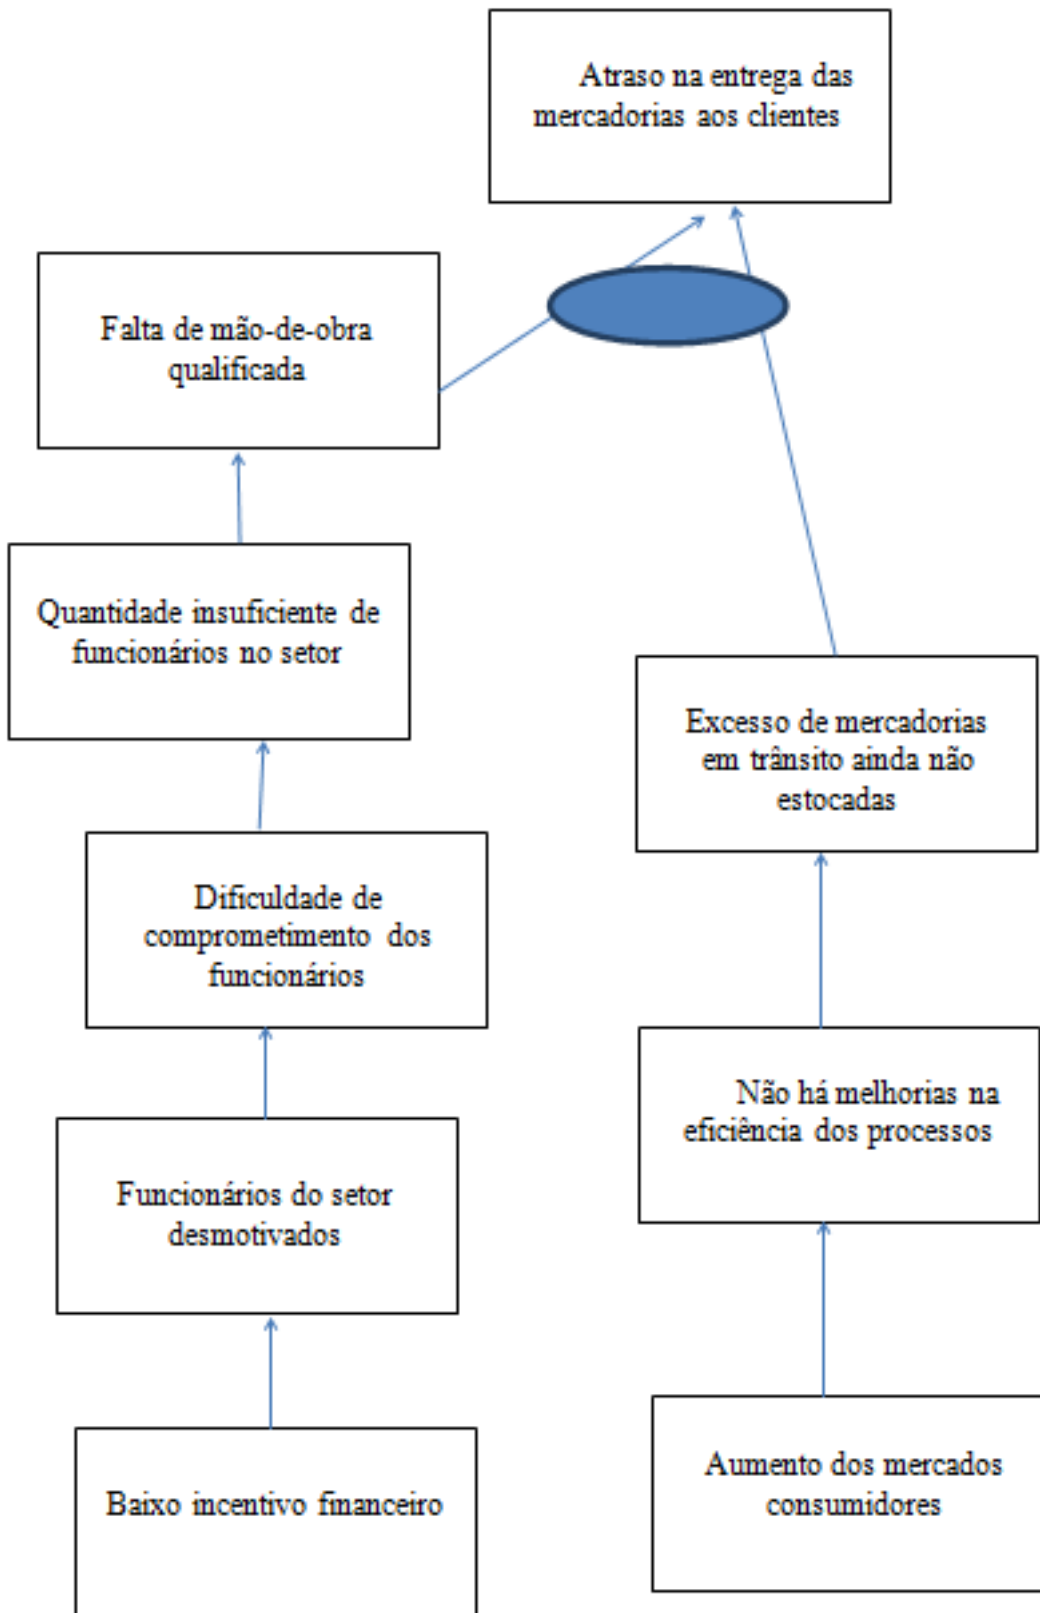 Atraso na entrega das
mercadorias aos clientes
Falta de mão-de-obra
qualificada
Quantidade insuficiente de
funcionários no setor
Excesso de mercadorias
em trânsito ainda não
estocadas
Dificuldade de
comprometimento dos
funcionários
Não há melhorias na
eficiência dos processos
Funcionários do setor
desmotivados
Aumento dos mercados
consumidores
Baixo incentivo financeiro